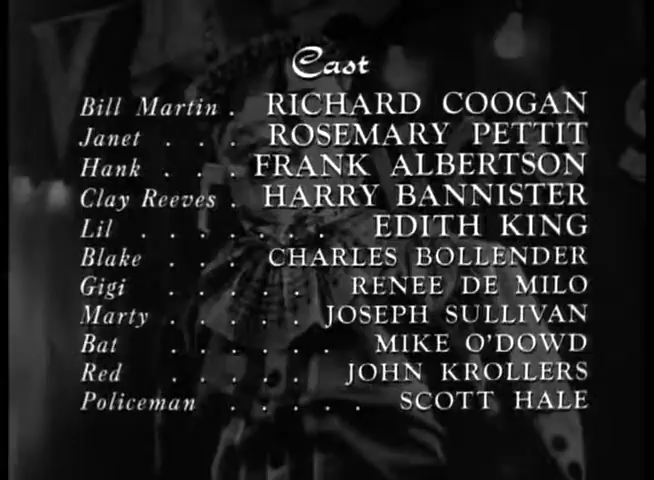 Cast
Bill Martin . RICHARD COOGAN
Janet . . . ROSEMARY PETTIT
Hank . . . FRANK ALBERTSON
Clay Reeves . HARRY BANNISTER
Lil . . . . . . . EDITH KING
Blake . . . CHARLES BOLLENDER
Gigi . . . . . RENEE DE MILO
Marty . . . . . JOSEPH SULLIVAN
Bat . . . . . . MIKE O'DOWD
Red . . . . . JOHN KROLLERS
Policeman . . . . . SCOTT HALE